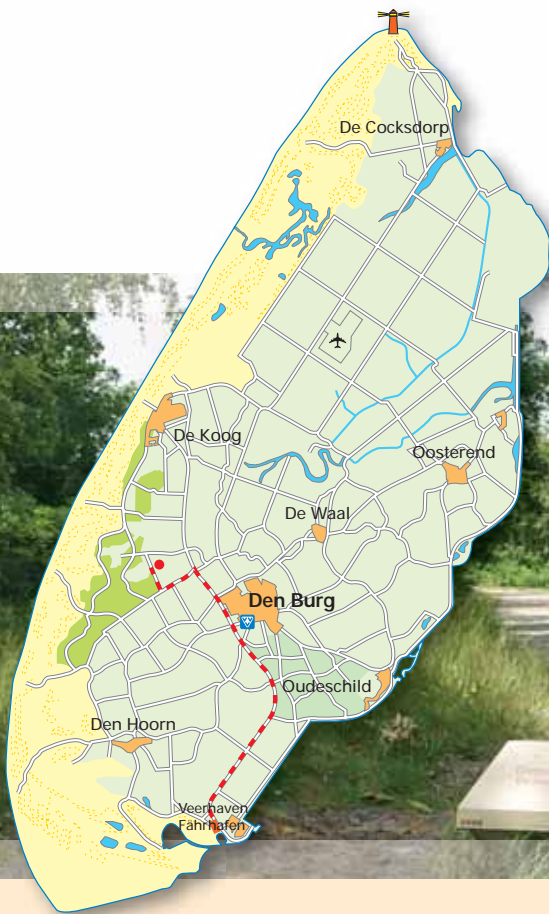 De Cocksdorp
De Koog
Oosterend
De Waal
Den Burg
Oudeschild
Den Hoorn
Veerhaven
Fährhafen